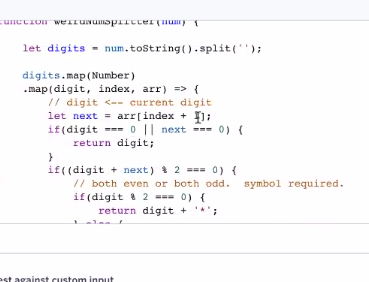 function weirdNumSplitter(num) {
let digits = num.toString().split('');
digits.map(Number)
.map(digit, index, arr) => {
// digit <-- current digit
let next = arr[index + 1];
if(digit === 0 || next === 0) {
return digit;
}
if((digit + next) % 2 === 0) {
// both even or both odd.  symbol required.
if(digit % 2 === 0) {
return digit + '*';
} else {
est against custom input